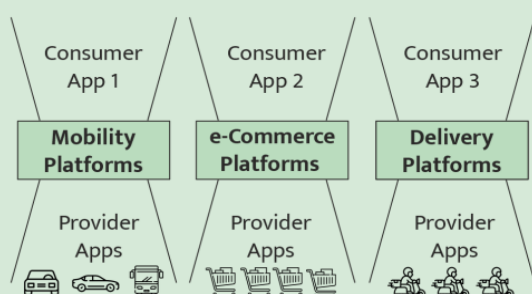 Consumer
App 1
Consumer
App 2
Consumer
App 3
Mobility
Platforms
e-Commerce
Platforms
Delivery
Platforms
Provider
Apps
Provider
Apps
Provider
Apps